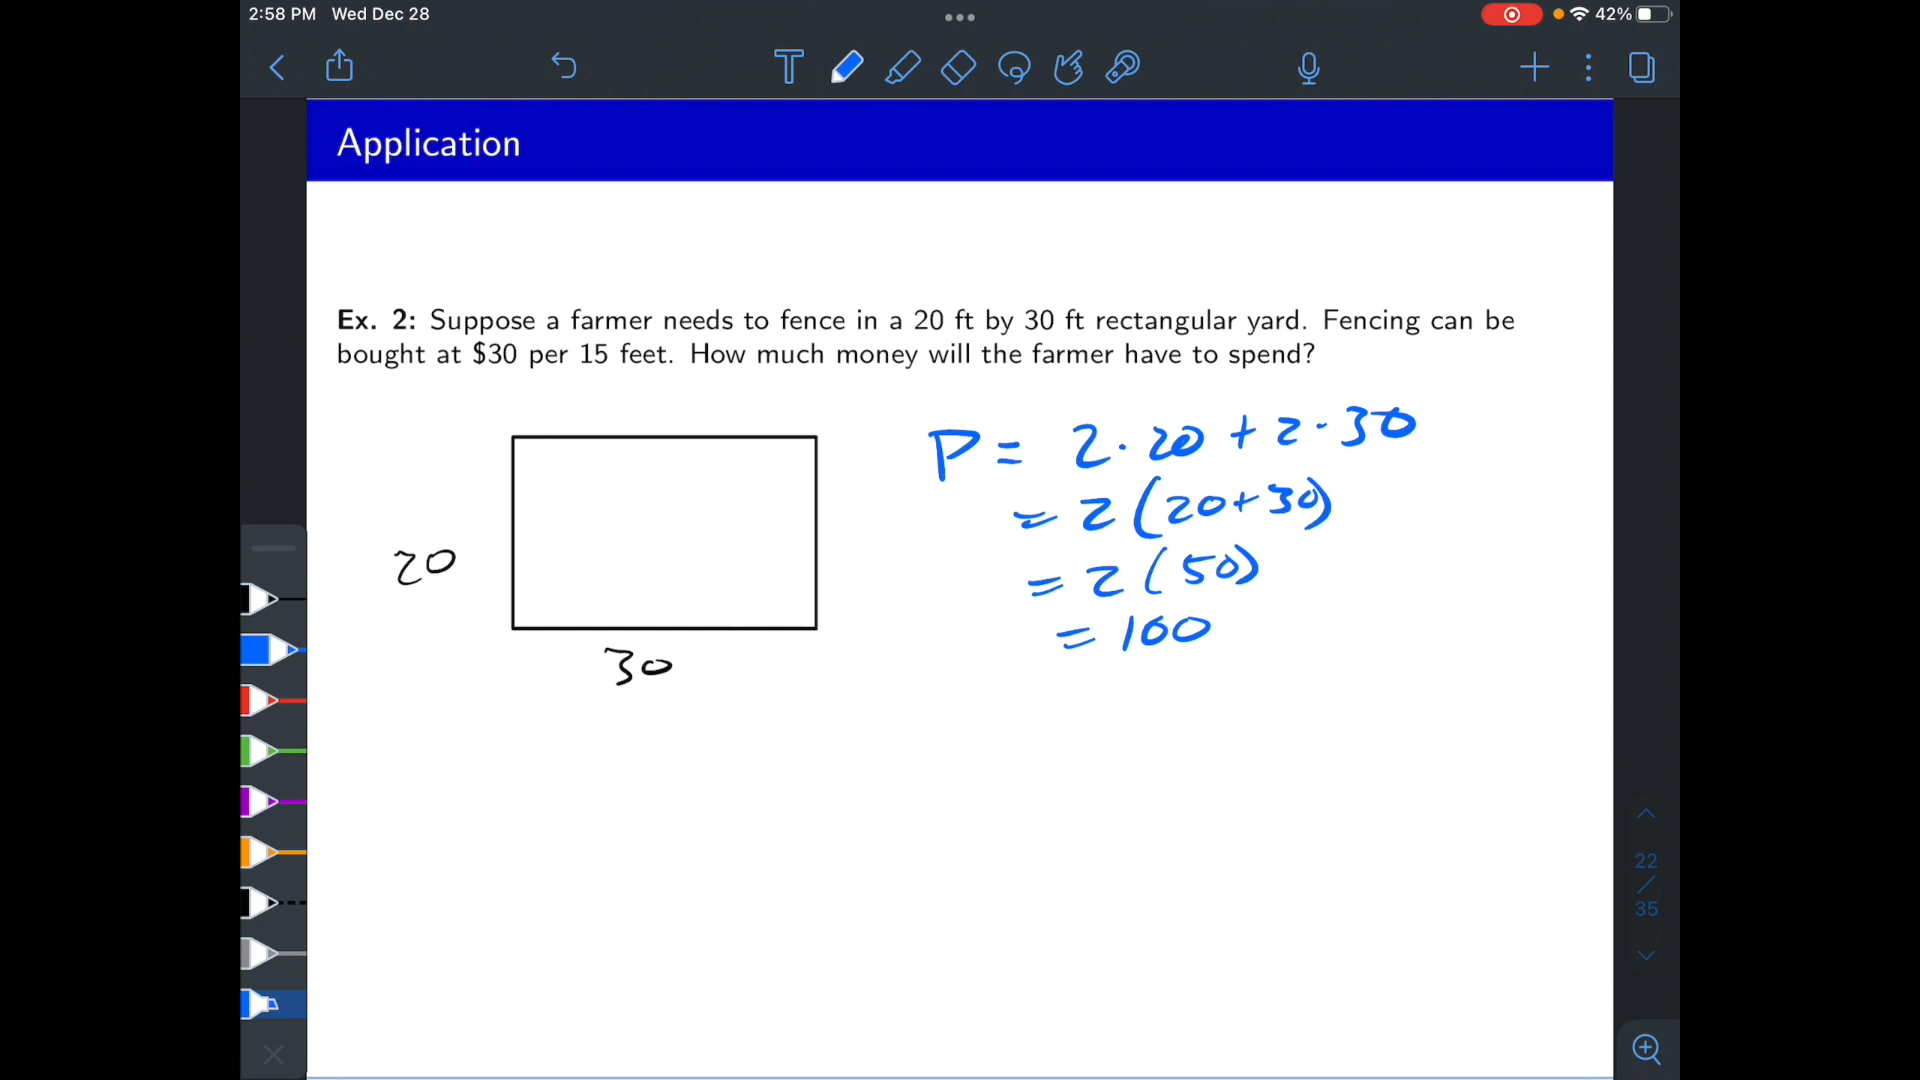 2:58 PM Wed Dec 28
42%
Application
Ex. 2: Suppose a farmer needs to fence in a 20 ft by 30 ft rectangular yard. Fencing can be
bought at $30 per 15 feet. How much money will the farmer have to spend?
P = 2 · 20 + 2 · 30
= 2 (20+30)
= 2 (50)
= 100
20
30
22
/
35